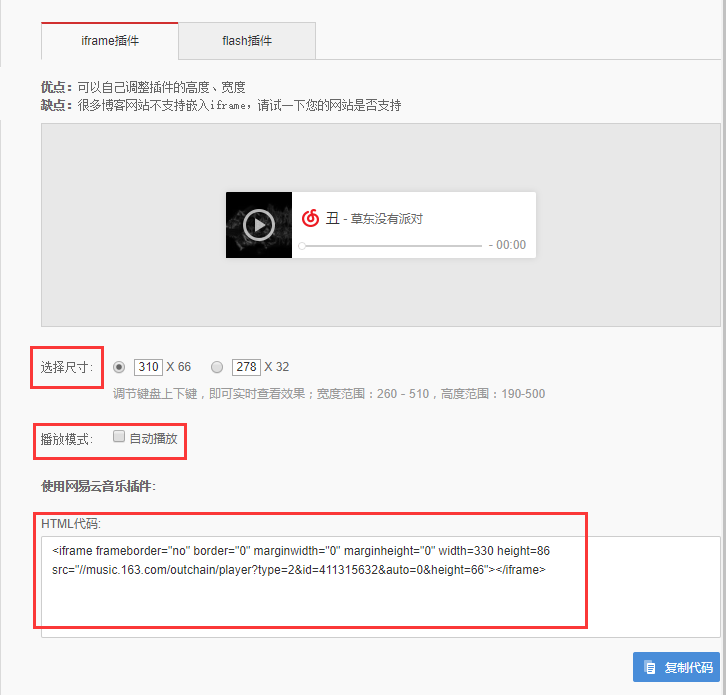 iframe插件 flash插件
优点：可以自己调整插件的高度、宽度
缺点：很多博客网站不支持嵌入iframe，请试一下您的网站是否支持
丑 - 草东没有派对
- 00:00
选择尺寸： 310 X 66 278 X 32
调节键盘上下键，即可实时查看效果；宽度范围：260 - 510，高度范围：190-500
播放模式： 自动播放
使用网易云音乐插件：
HTML代码:
<iframe frameborder="no" border="0" marginwidth="0" marginheight="0" width=330 height=86
src="//music.163.com/outchain/player?type=2&id=411315632&auto=0&height=66"></iframe>
复制代码